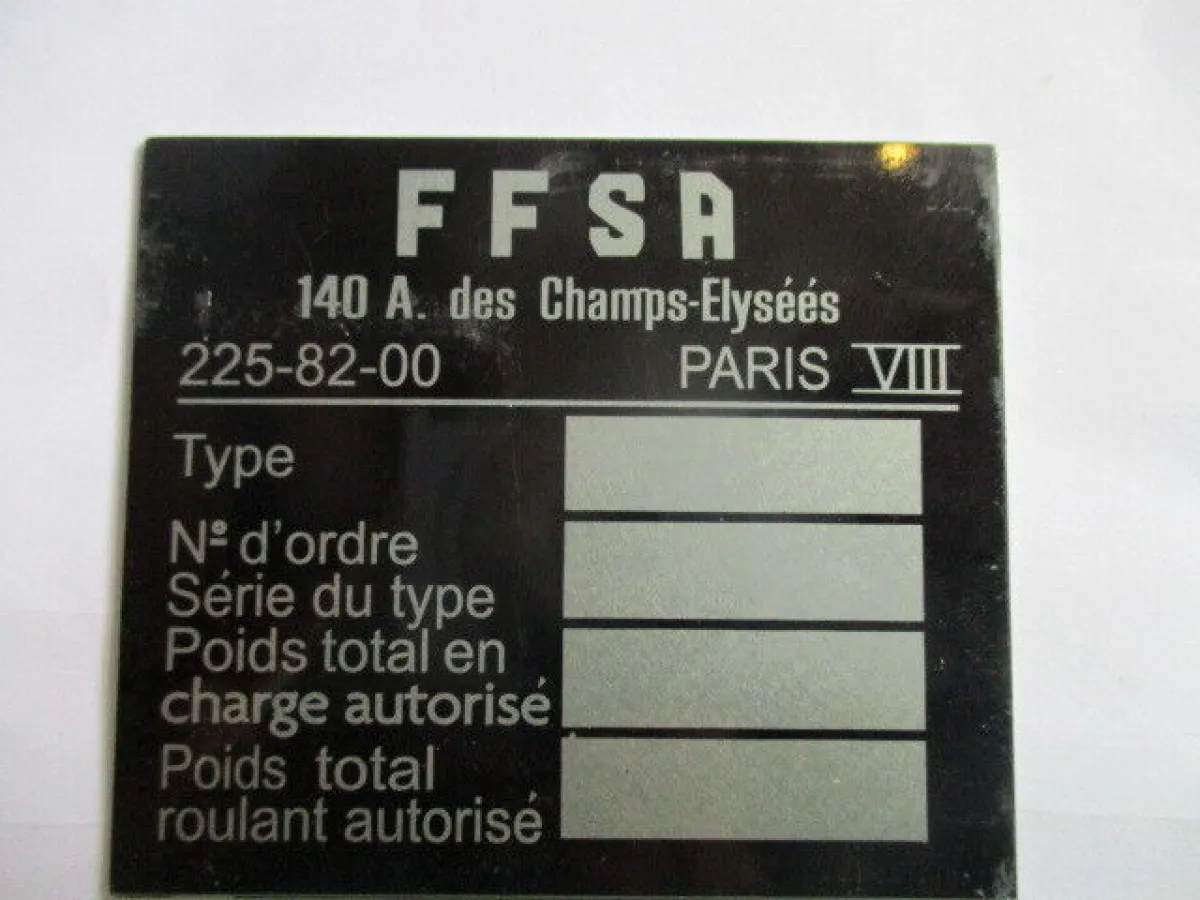 FFSA
140 A. des Champs-Elyséés
225-82-00 PARIS VIII
Type
Nº d'ordre
Série du type
Poids total en
charge autorisé
Poids total
roulant autorisé